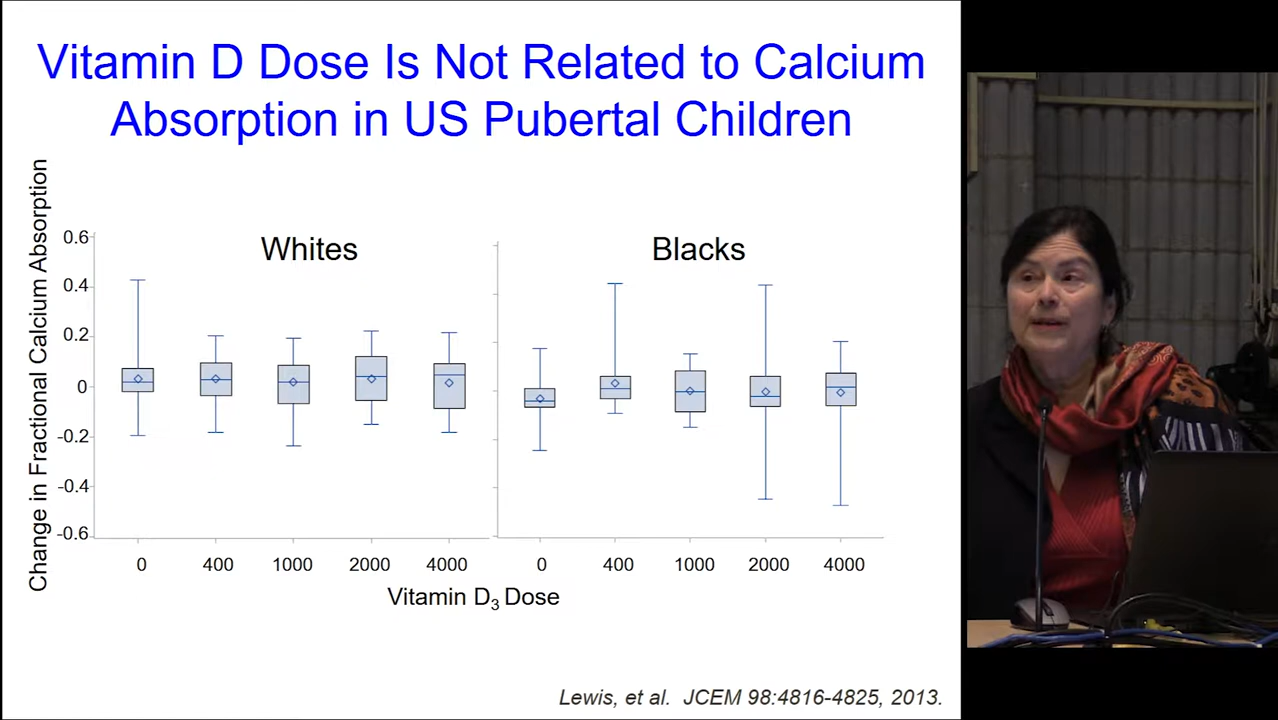 Vitamin D Dose Is Not Related to Calcium
Absorption in US Pubertal Children
Change in Fractional Calcium Absorption
Whites
Blacks
0.6
0.4
0.2
0
-0.2
-0.4
-0.6
0 400 1000 2000 4000
0 400 1000 2000 4000
Vitamin D3 Dose
Lewis, et al. JCEM 98:4816-4825, 2013.